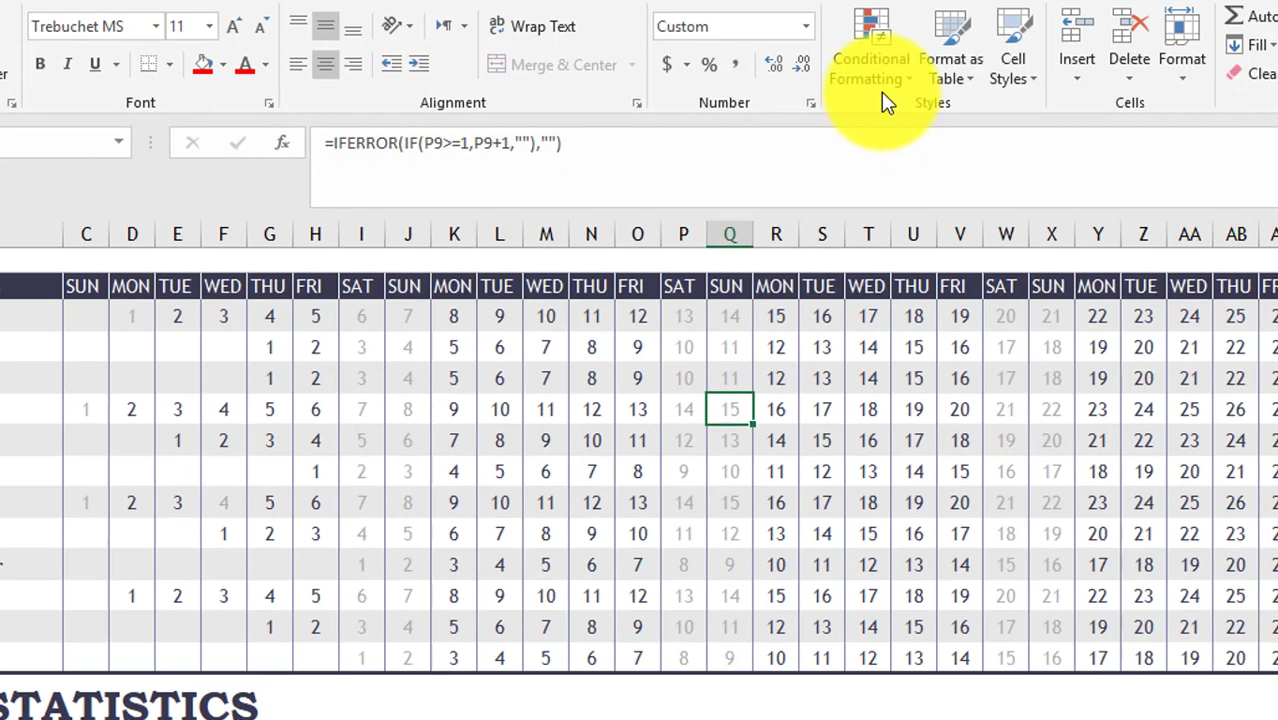 Trebuchet MS 11 A A Wrap Text Custom Conditional Formatting Format as Table Cell Styles Insert Delete Format Σ Auto
B I U A Merge & Center $ % , Fill
Clea
Font Alignment Number Styles Cells
fx =IFERROR(IF(P9>=1,P9+1,""),"")
C D E F G H I J K L M N O P Q R S T U V W X Y Z AA AB
SUN MON TUE WED THU FRI SAT SUN MON TUE WED THU FRI SAT SUN MON TUE WED THU FRI SAT SUN MON TUE WED THU FR
1 2 3 4 5 6 7 8 9 10 11 12 13 14 15 16 17 18 19 20 21 22 23 24 25
1 2 3 4 5 6 7 8 9 10 11 12 13 14 15 16 17 18 19 20 21 22
1 2 3 4 5 6 7 8 9 10 11 12 13 14 15 16 17 18 19 20 21 22
1 2 3 4 5 6 7 8 9 10 11 12 13 14 15 16 17 18 19 20 21 22 23 24 25 26
1 2 3 4 5 6 7 8 9 10 11 12 13 14 15 16 17 18 19 20 21 22 23 24
1 2 3 4 5 6 7 8 9 10 11 12 13 14 15 16 17 18 19 20 21
1 2 3 4 5 6 7 8 9 10 11 12 13 14 15 16 17 18 19 20 21 22 23 24 25 26
1 2 3 4 5 6 7 8 9 10 11 12 13 14 15 16 17 18 19 20 21 22 23
1 2 3 4 5 6 7 8 9 10 11 12 13 14 15 16 17 18 19 20
1 2 3 4 5 6 7 8 9 10 11 12 13 14 15 16 17 18 19 20 21 22 23 24 25
1 2 3 4 5 6 7 8 9 10 11 12 13 14 15 16 17 18 19 20 21 22
1 2 3 4 5 6 7 8 9 10 11 12 13 14 15 16 17 18 19 20
STATISTICS